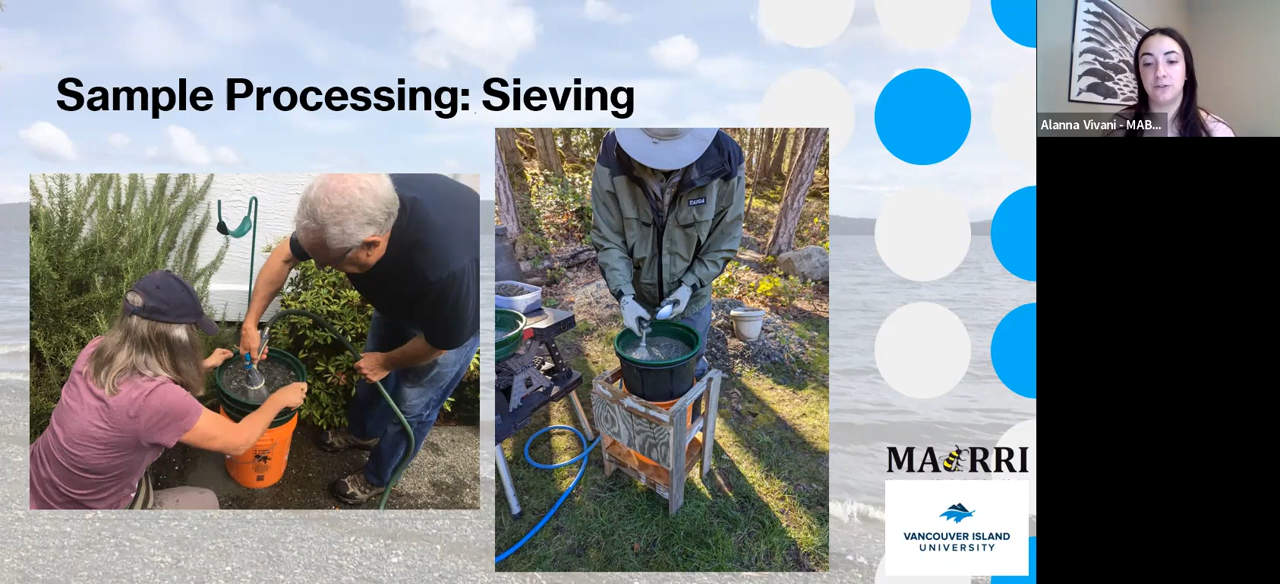 Sample Processing: Sieving
Alanna Vivani - MAB...
TAIGA
MABRRI
VANCOUVER ISLAND
UNIVERSITY